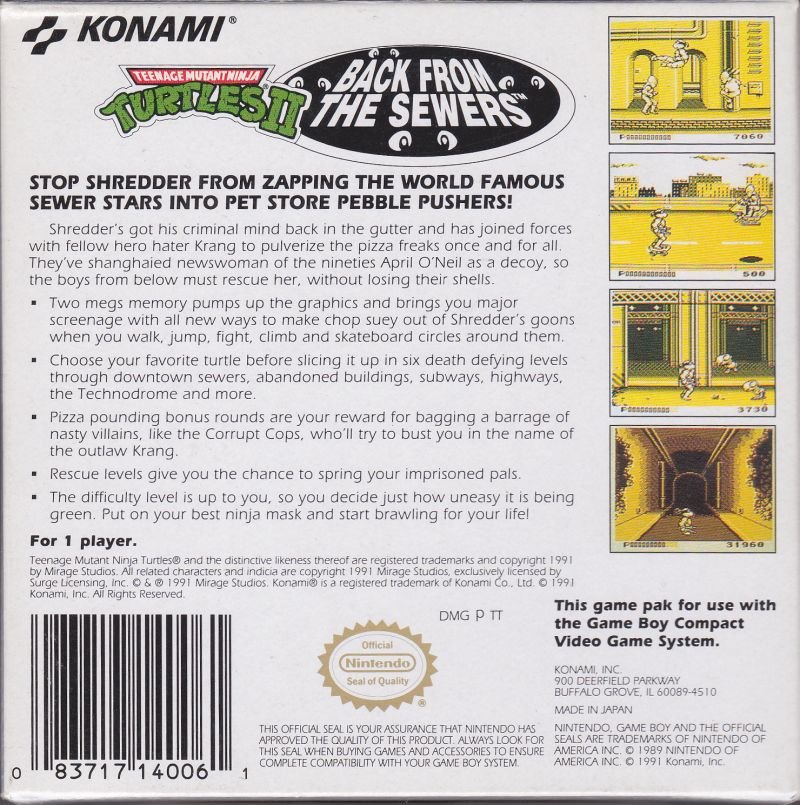 KONAMI®
TEENAGE MUTANT NINJA
TURTLES II
BACK FROM
THE SEWERS™
STOP SHREDDER FROM ZAPPING THE WORLD FAMOUS
SEWER STARS INTO PET STORE PEBBLE PUSHERS!
Shredder's got his criminal mind back in the gutter and has joined forces
with fellow hero hater Krang to pulverize the pizza freaks once and for all.
They've shanghaied newswoman of the nineties April O'Neil as a decoy, so
the boys from below must rescue her, without losing their shells.
▪ Two megs memory pumps up the graphics and brings you major
screenage with all new ways to make chop suey out of Shredder's goons
when you walk, jump, fight, climb and skateboard circles around them.
▪ Choose your favorite turtle before slicing it up in six death defying levels
through downtown sewers, abandoned buildings, subways, highways,
the Technodrome and more.
▪ Pizza pounding bonus rounds are your reward for bagging a barrage of
nasty villains, like the Corrupt Cops, who'll try to bust you in the name of
the outlaw Krang.
▪ Rescue levels give you the chance to spring your imprisoned pals.
▪ The difficulty level is up to you, so you decide just how uneasy it is being
green. Put on your best ninja mask and start brawling for your life!
For 1 player.
Teenage Mutant Ninja Turtles® and the distinctive likeness thereof are registered trademarks and copyright 1991
by Mirage Studios. All related characters and indicia are copyright 1991 Mirage Studios, exclusively licensed by
Surge Licensing, Inc. © & ® 1991 Mirage Studios. Konami® is a registered trademark of Konami Co., Ltd. © 1991
Konami, Inc. All Rights Reserved.
P 7060
P 500
P 3730
P 31960
DMG P TT
Official
Nintendo
Seal of Quality
®
THIS OFFICIAL SEAL IS YOUR ASSURANCE THAT NINTENDO HAS
APPROVED THE QUALITY OF THIS PRODUCT. ALWAYS LOOK FOR
THIS SEAL WHEN BUYING GAMES AND ACCESSORIES TO ENSURE
COMPLETE COMPATIBILITY WITH YOUR GAME BOY SYSTEM.
This game pak for use with
the Game Boy Compact
Video Game System.
KONAMI, INC.
900 DEERFIELD PARKWAY
BUFFALO GROVE, IL 60089-4510
MADE IN JAPAN
NINTENDO, GAME BOY AND THE OFFICIAL
SEALS ARE TRADEMARKS OF NINTENDO OF
AMERICA INC. © 1989 NINTENDO OF
AMERICA INC. © 1991 Konami, Inc.
0 83717 14006 1